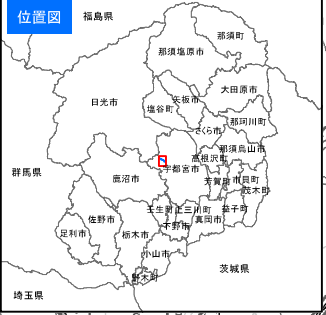 位置図
福島県
那須町
那須塩原市
日光市
矢板市
大田原市
塩谷町
さくら市
那珂川町
那須烏山市
高根沢町
宇都宮市
群馬県
鹿沼市
芳賀町
市貝町
茂木町
壬生町
上三川町
益子町
真岡市
佐野市
足利市
栃木市
下野市
小山市
野木町
茨城県
埼玉県